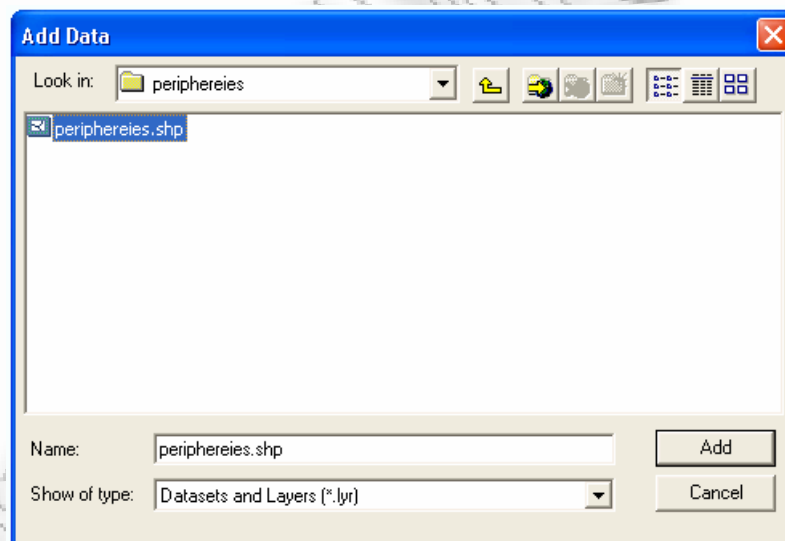 Add Data
Look in: periphereies
periphereies.shp
Name: periphereies.shp Add
Show of type: Datasets and Layers (*.lyr) Cancel